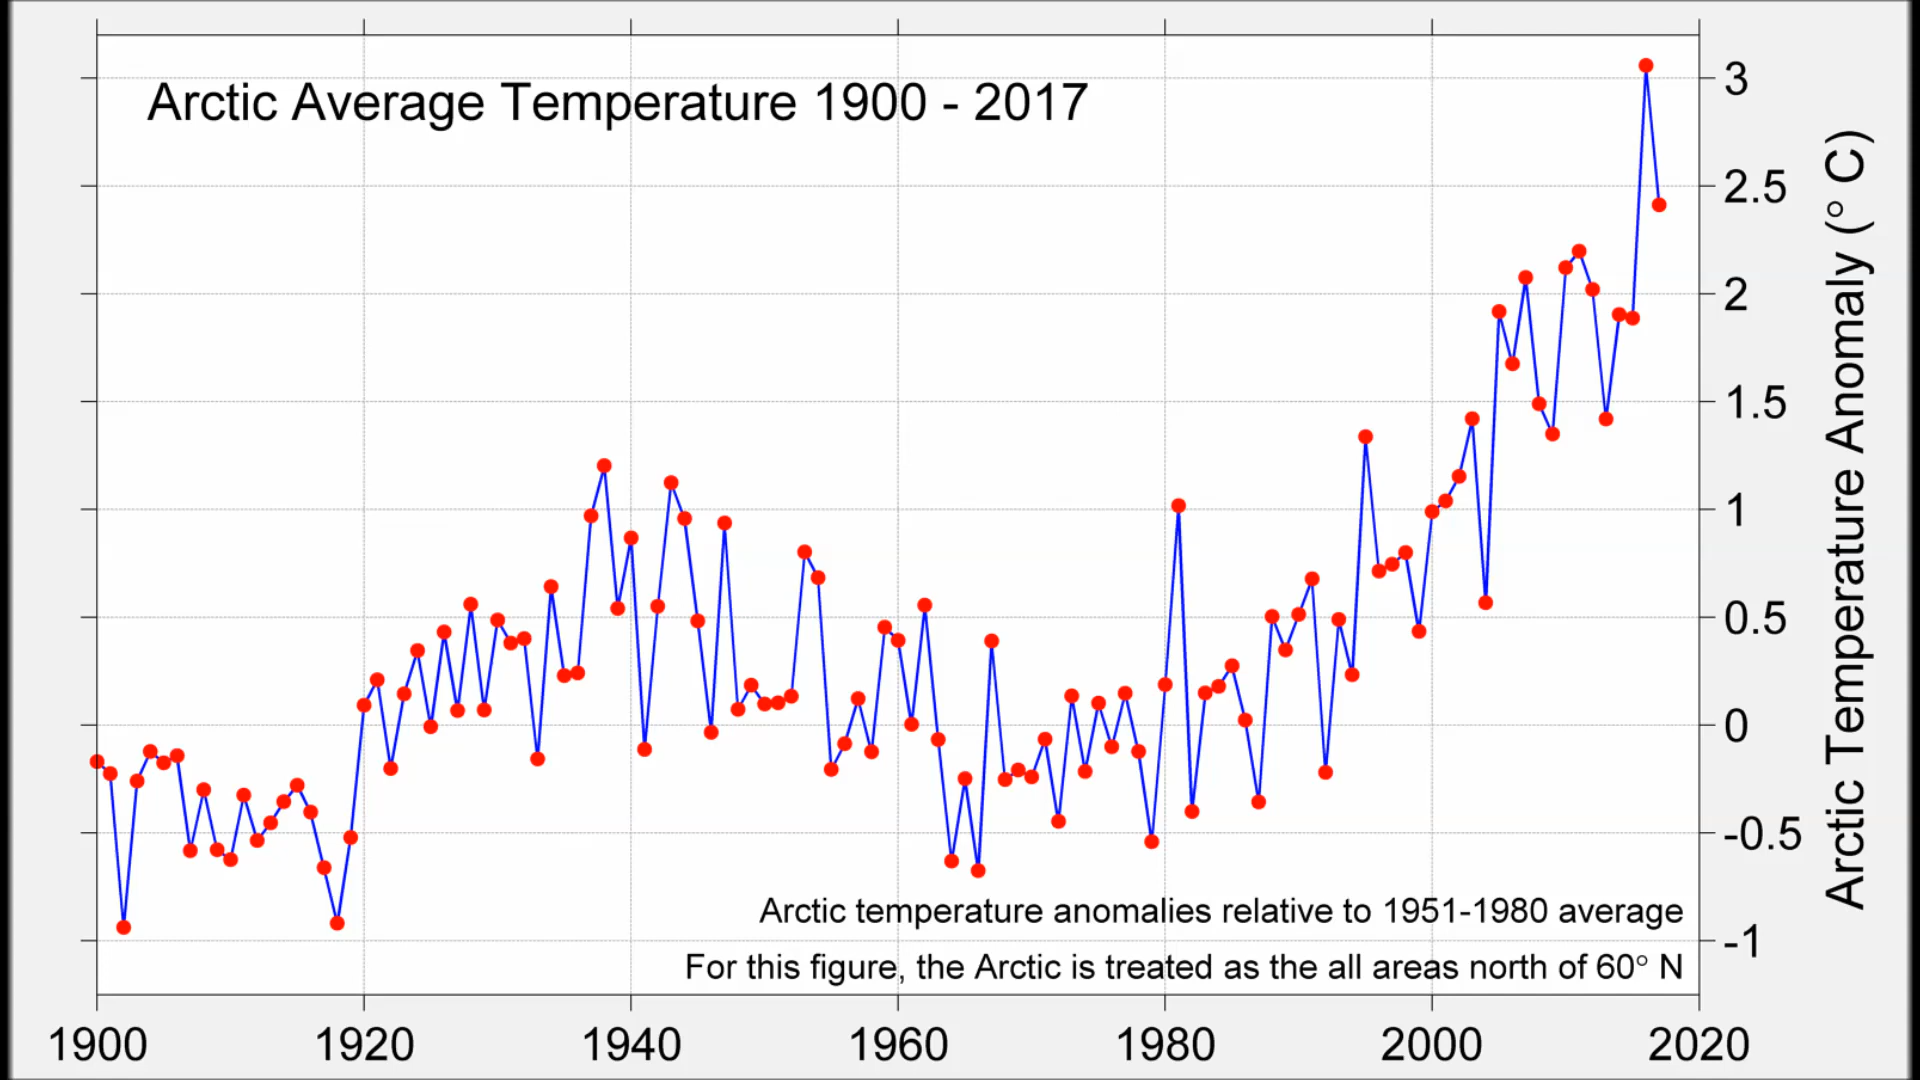 Arctic Average Temperature 1900 - 2017
3
2.5
2
1.5
1
0.5
0
-0.5
-1
Arctic Temperature Anomaly (° C)
Arctic temperature anomalies relative to 1951-1980 average
For this figure, the Arctic is treated as the all areas north of 60° N
1900 1920 1940 1960 1980 2000 2020